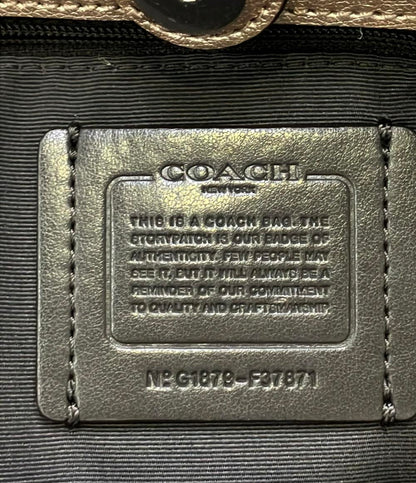 COACH
NEW YORK
THIS IS A COACH BAG. THE
STORYPATCH IS OUR BADGE OF
AUTHENTICITY. FEW PEOPLE MAY
SEE IT, BUT IT WILL ALWAYS BE A
REMINDER OF OUR COMMITMENT
TO QUALITY AND CRAFTSMANSHIP.
Nº G1879-F37871